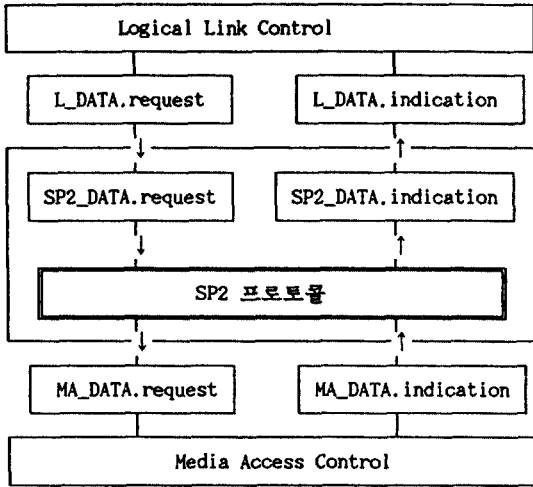 Logical Link Control
L_DATA.request L_DATA.indication
↓ ↑
SP2_DATA.request SP2_DATA.indication
↓ ↑
SP2 프로토콜
↓ ↑
MA_DATA.request MA_DATA.indication
Media Access Control